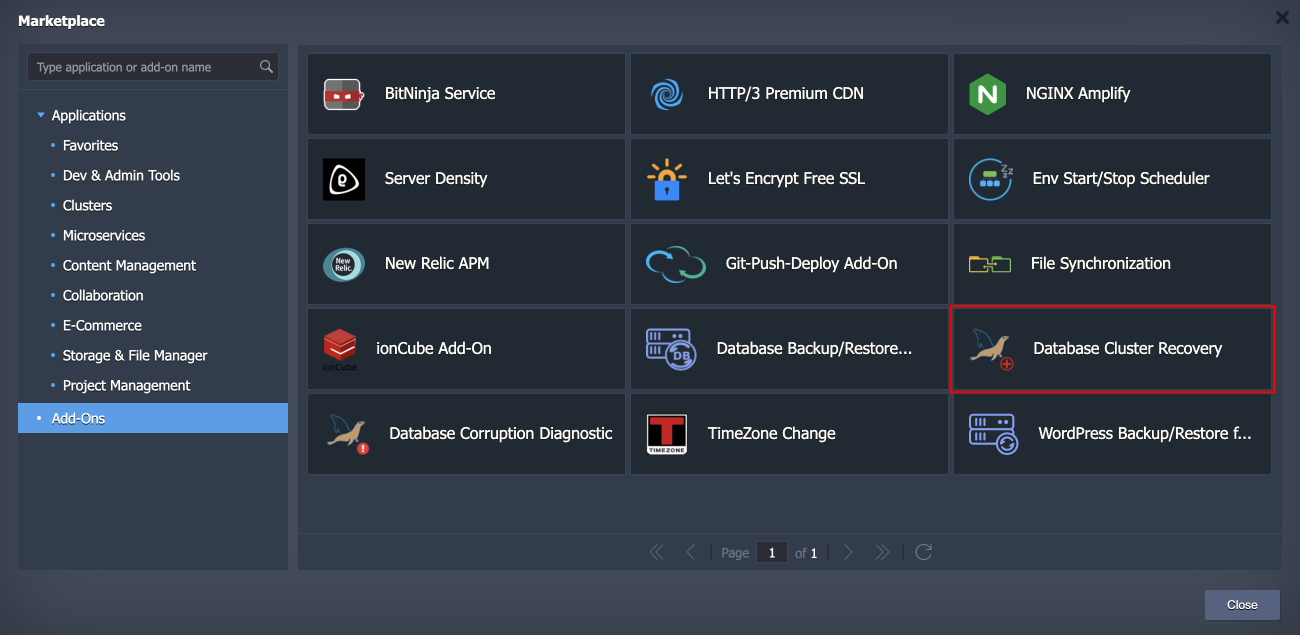 Marketplace
Type application or add-on name
Applications
Favorites
Dev & Admin Tools
Clusters
Microservices
Content Management
Collaboration
E-Commerce
Storage & File Manager
Project Management
Add-Ons
BitNinja Service
HTTP/3 Premium CDN
N
NGINX Amplify
e
Server Density
Let's Encrypt Free SSL
Zzz
Env Start/Stop Scheduler
New
Relic.
New Relic APM
Git-Push-Deploy Add-On
File Synchronization
ionCube
ionCube Add-On
DB
Database Backup/Restore...
Database Cluster Recovery
Database Corruption Diagnostic
T
TIMEZONE
TimeZone Change
WordPress Backup/Restore f...
Page 1 of 1
Close